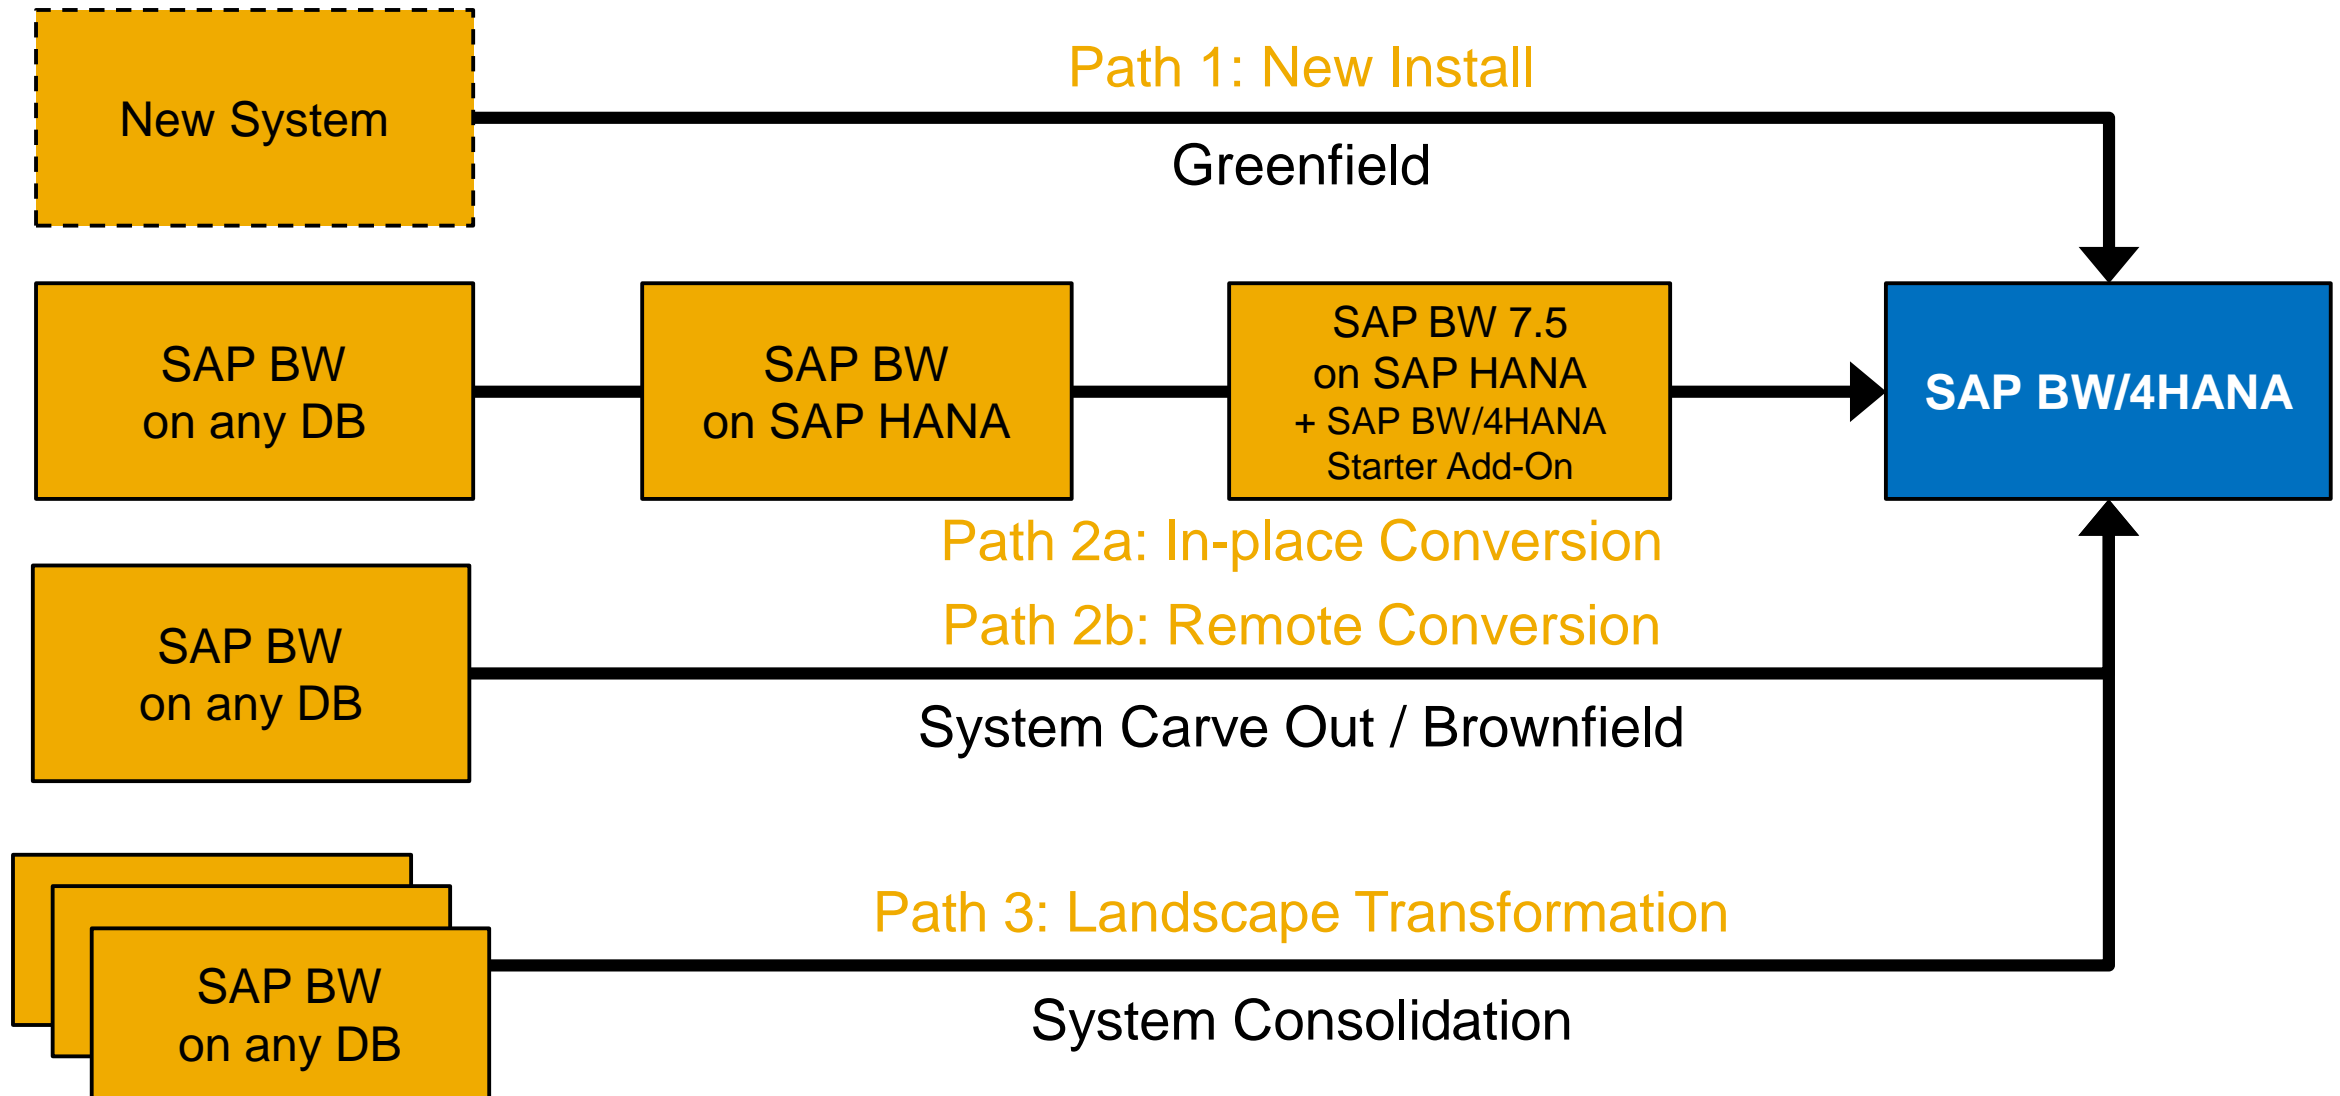 Path 1: New Install
New System
Greenfield
SAP BW
on any DB
SAP BW
on SAP HANA
SAP BW 7.5
on SAP HANA
+ SAP BW/4HANA
Starter Add-On
SAP BW/4HANA
Path 2a: In-place Conversion
Path 2b: Remote Conversion
SAP BW
on any DB
System Carve Out / Brownfield
Path 3: Landscape Transformation
SAP BW
on any DB
System Consolidation